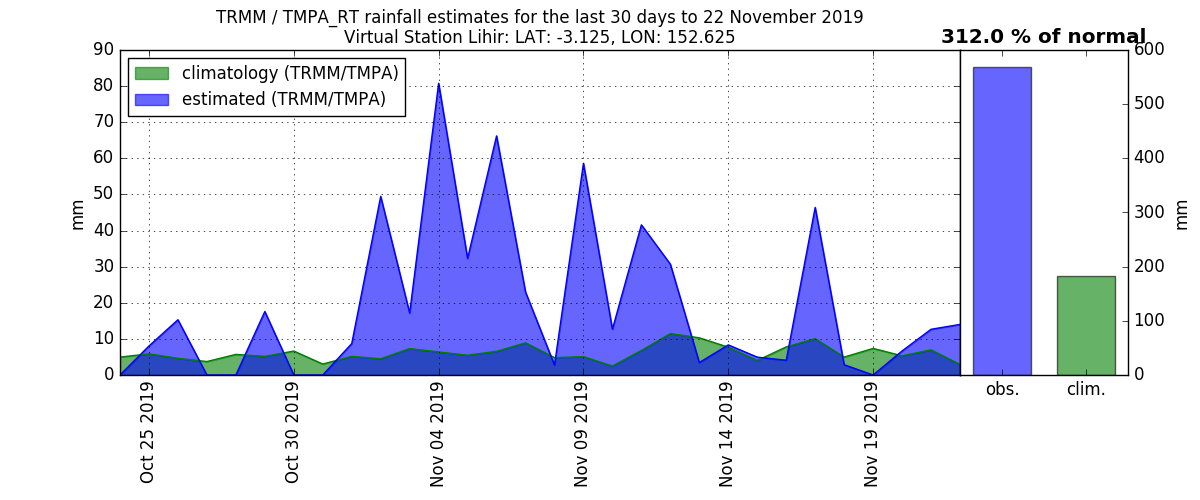 TRMM / TMPA_RT rainfall estimates for the last 30 days to 22 November 2019
Virtual Station Lihir: LAT: -3.125, LON: 152.625
312.0 % of normal
climatology (TRMM/TMPA)
estimated (TRMM/TMPA)
mm
90
80
70
60
50
40
30
20
10
0
Oct 25 2019
Oct 30 2019
Nov 04 2019
Nov 09 2019
Nov 14 2019
Nov 19 2019
obs.
clim.
600
500
400
300
200
100
0
mm